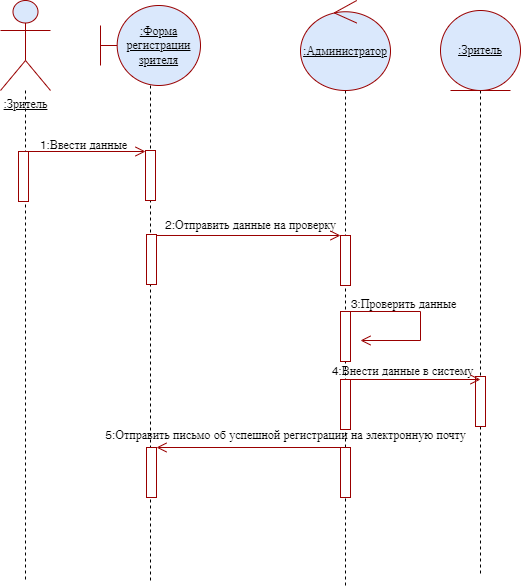 :Форма
регистрации
зрителя
:Администратор
:Зритель
:Зритель
1:Ввести данные
2:Отправить данные на проверку
3:Проверить данные
4:Внести данные в систему
5:Отправить письмо об успешной регистрации на электронную почту